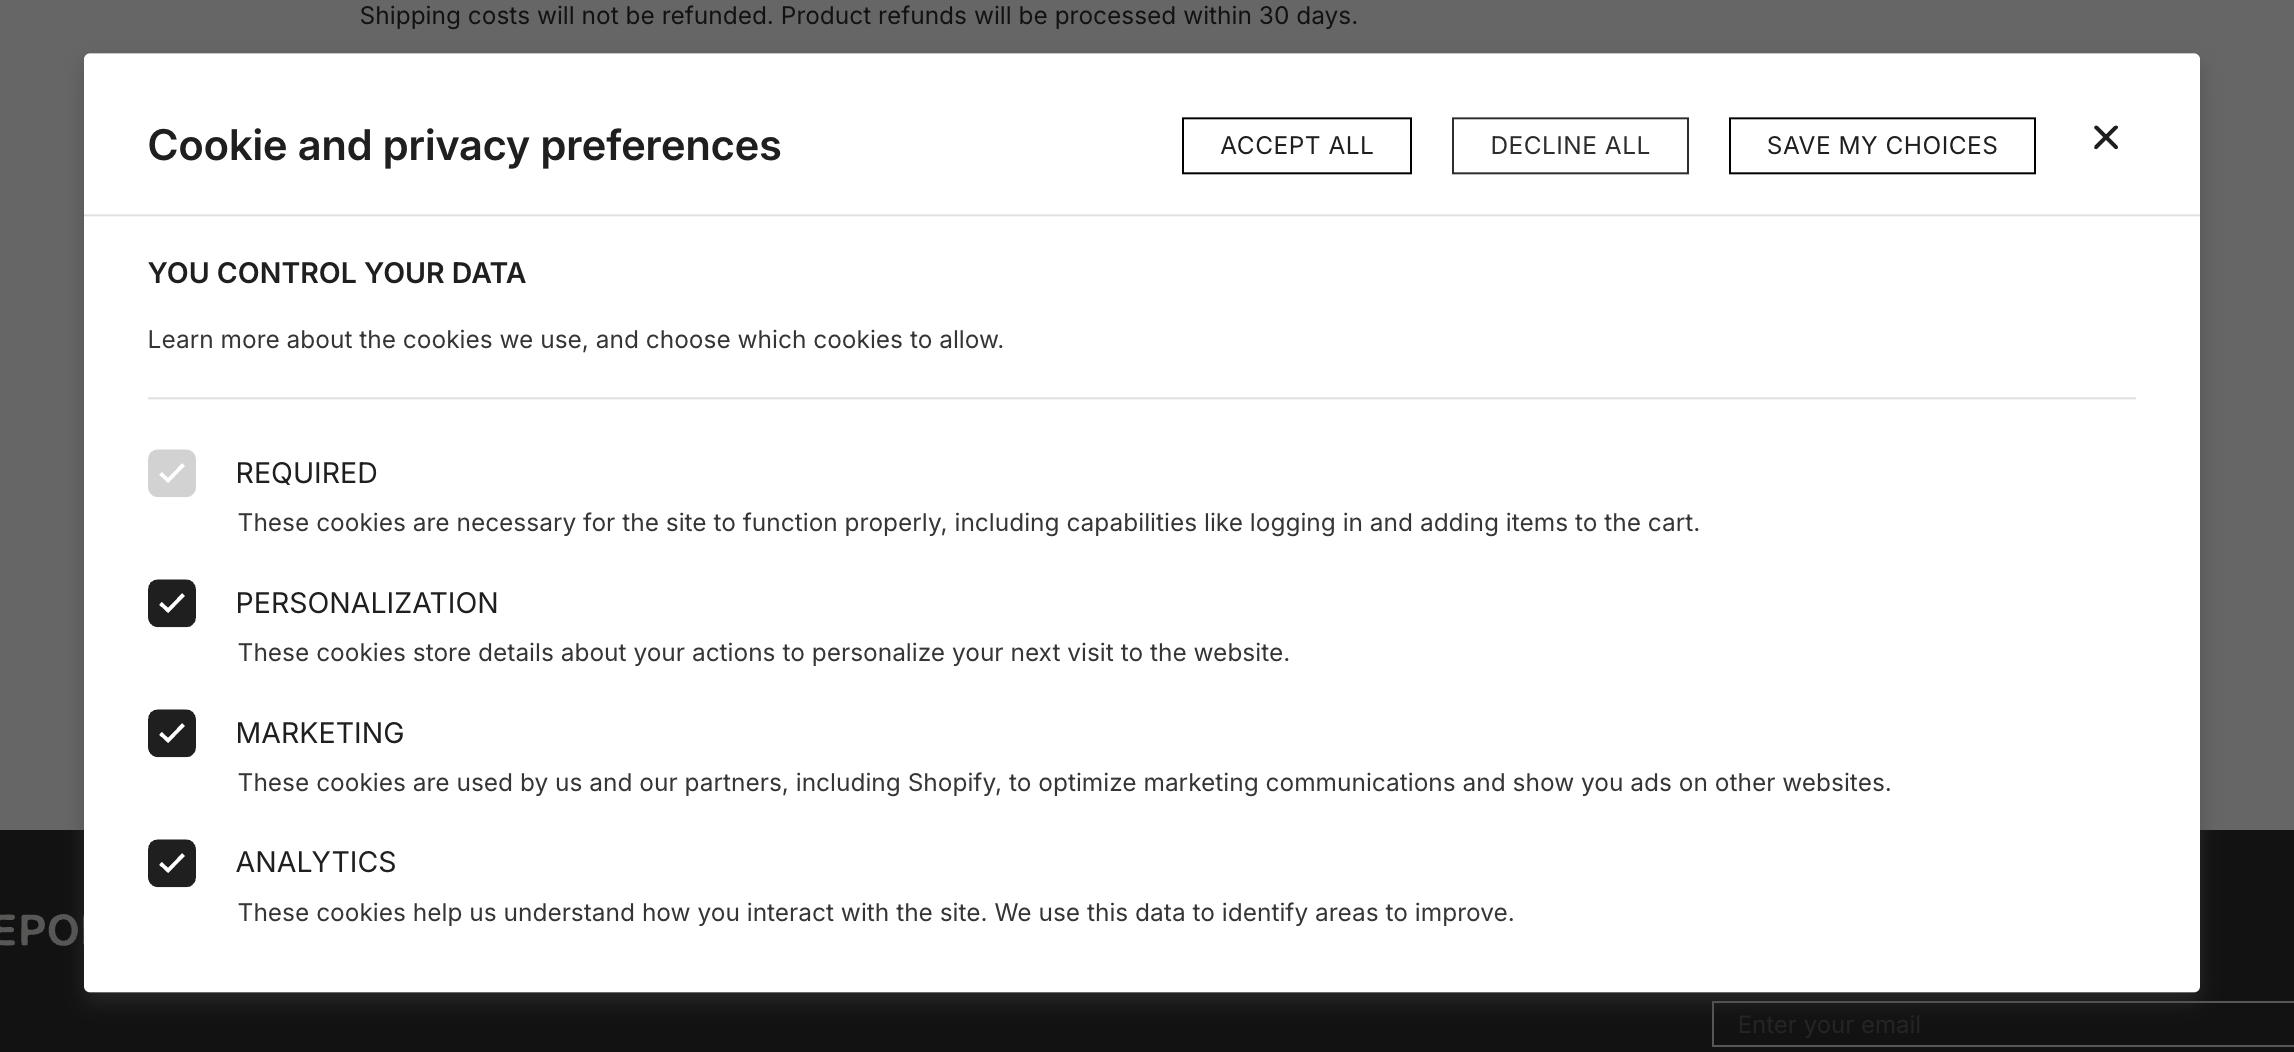 Shipping costs will not be refunded. Product refunds will be processed within 30 days.
Cookie and privacy preferences
ACCEPT ALL
DECLINE ALL
SAVE MY CHOICES
YOU CONTROL YOUR DATA
Learn more about the cookies we use, and choose which cookies to allow.
REQUIRED
These cookies are necessary for the site to function properly, including capabilities like logging in and adding items to the cart.
PERSONALIZATION
These cookies store details about your actions to personalize your next visit to the website.
MARKETING
These cookies are used by us and our partners, including Shopify, to optimize marketing communications and show you ads on other websites.
ANALYTICS
These cookies help us understand how you interact with the site. We use this data to identify areas to improve.
Enter your email